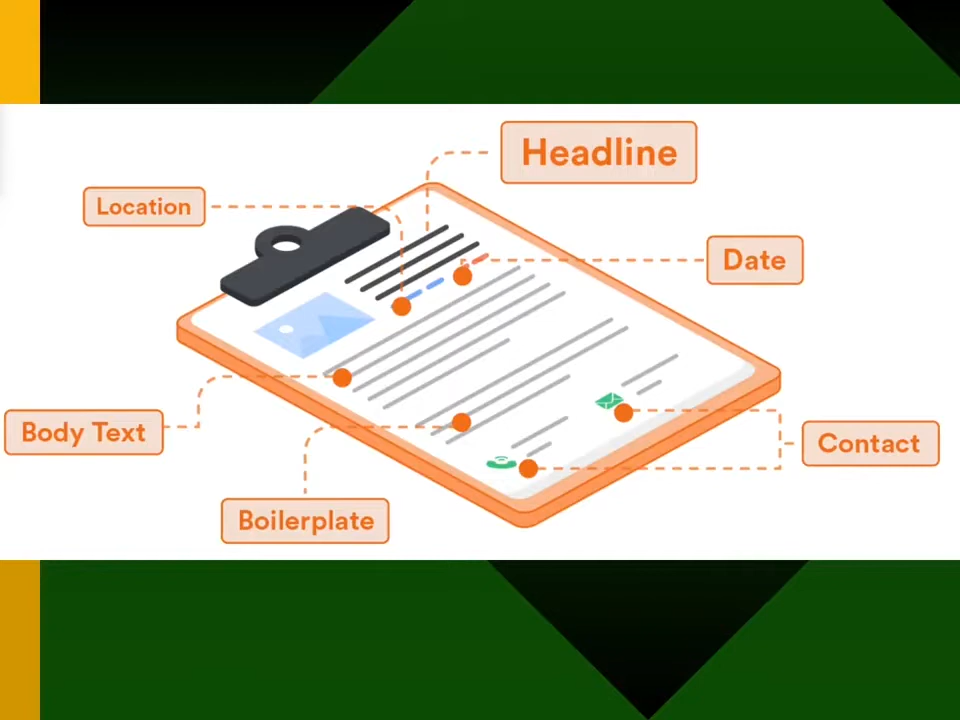 Headline
Location
Date
Body Text
Contact
Boilerplate